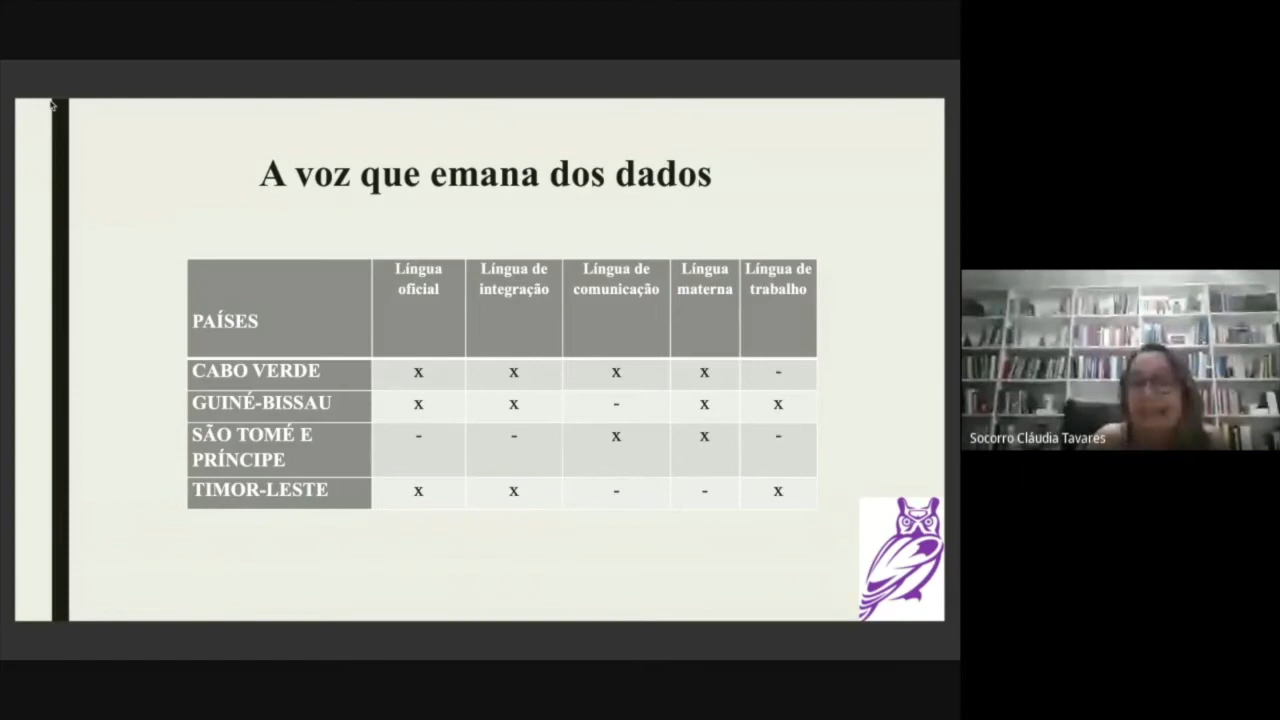 A voz que emana dos dados
PAÍSES Língua oficial Língua de integração Língua de comunicação Língua materna Língua de trabalho
CABO VERDE x x x x -
GUINÉ-BISSAU x x - x x
SÃO TOMÉ E PRÍNCIPE - - x x -
TIMOR-LESTE x x - - x
Socorro Cláudia Tavares